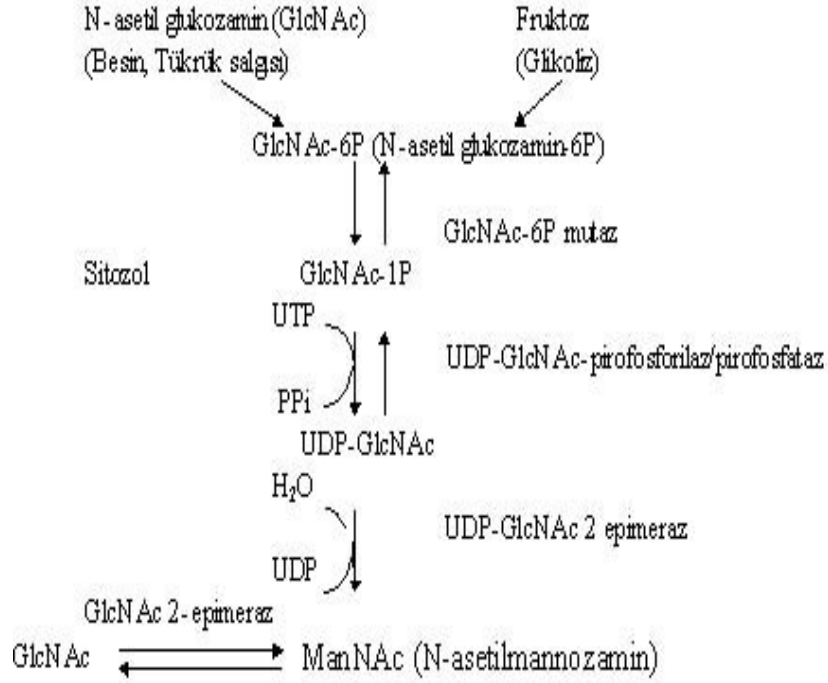 N-asetil glukozamin(GlcNAc) Fruktoz
(Besin, Tükrük salgısı) (Glikoliz)
GlcNAc-6P (N-asetil glukozamin-6P)
GlcNAc-6P mutaz
Sitozol GlcNAc-1P
UTP
UDP-GlcNAc-pirofosforilaz/pirofosfataz
PPi
UDP-GlcNAc
H₂O
UDP-GlcNAc 2 epimeraz
UDP
GlcNAc 2-epimeraz
GlcNAc ManNAc (N-asetilmannozamin)